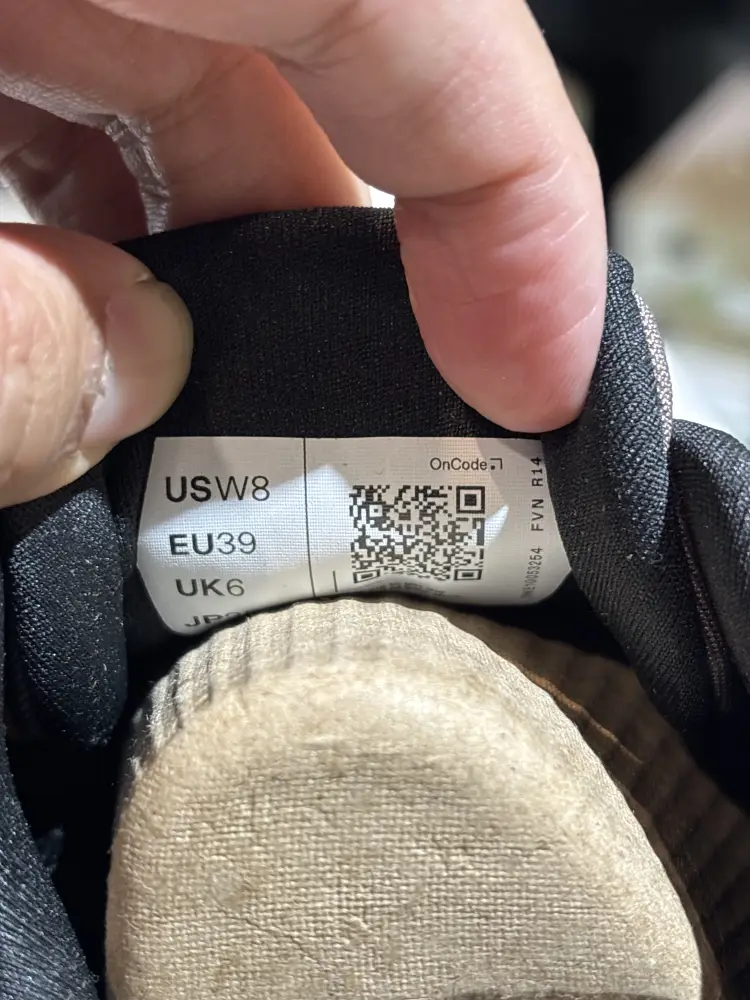 USW8
EU39
UK6
OnCode
FVN R14